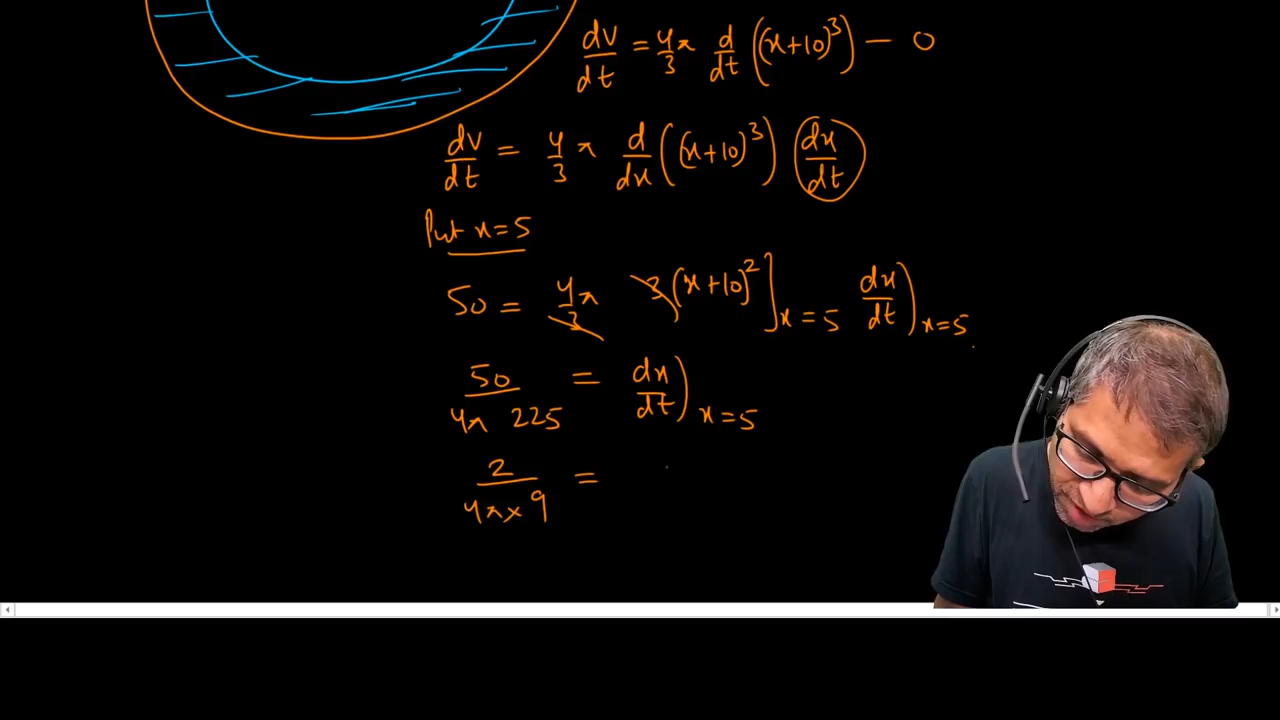 dv/dt = 4/3 π d/dt ((x+10)^3) − 0
dv/dt = 4/3 π d/dx ((x+10)^3) (dx/dt)
Put x=5
50 = 4π/3 3(x+10)^2]x=5 dx/dt)x=5
50/4π 225 = dx/dt)x=5
2/4π×9 =